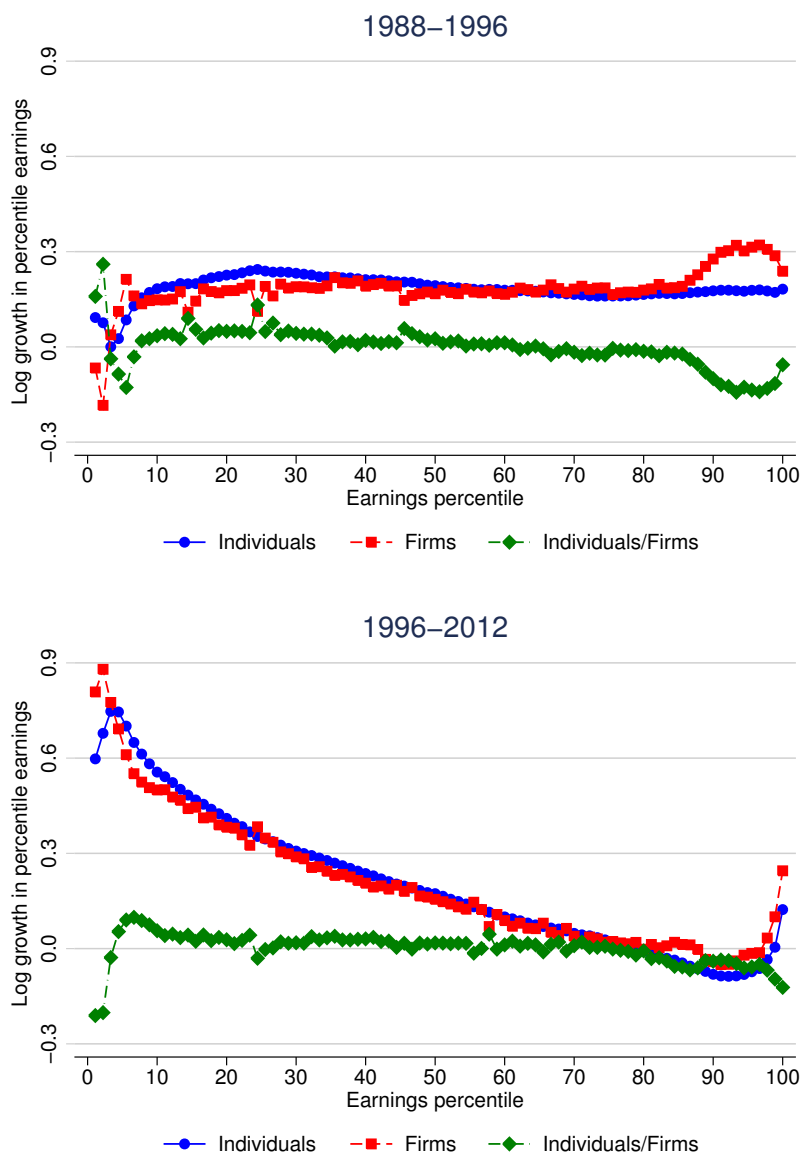 1988−1996
Log growth in percentile earnings
0.9
0.6
0.3
0.0
−0.3
0 10 20 30 40 50 60 70 80 90 100
Earnings percentile
Individuals Firms Individuals/Firms
1996−2012
Log growth in percentile earnings
0.9
0.6
0.3
0.0
−0.3
0 10 20 30 40 50 60 70 80 90 100
Earnings percentile
Individuals Firms Individuals/Firms